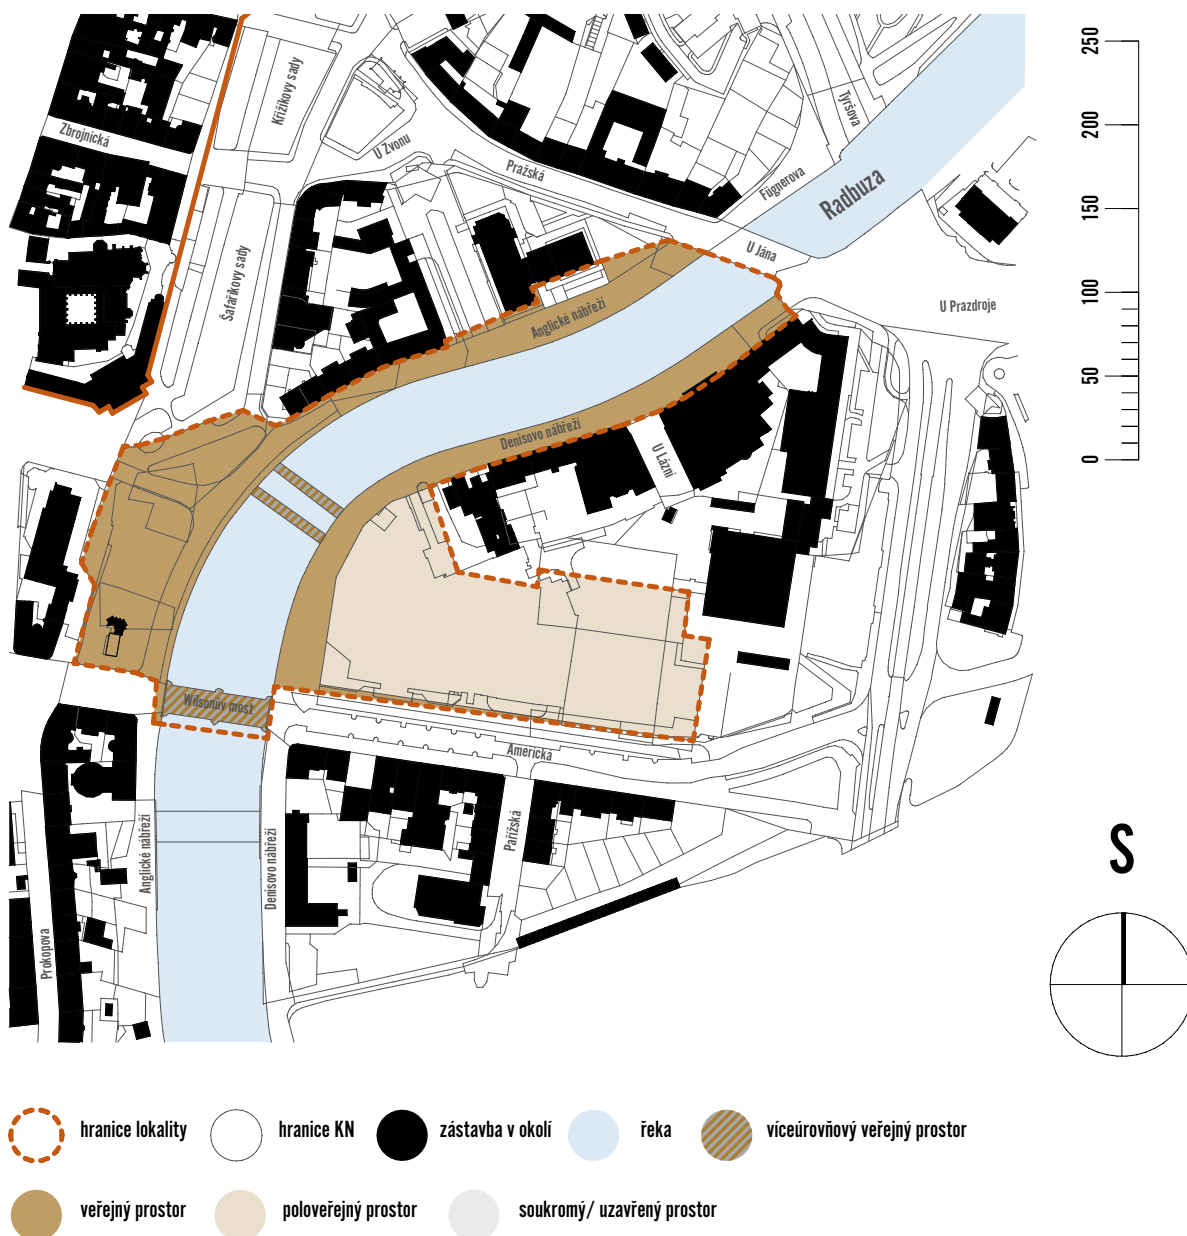 Křižíkovy sady
Zbrojnická
U Zvonu
Tyršova
Pražská
Fügnerova
Radbuza
Šafaříkovy sady
U Jána
U Prazdroje
Anglické nábřeží
Denisovo nábřeží
U Lázní
Wilsonův most
Americká
Pařížská
Anglické nábřeží
Denisovo nábřeží
Prokopova
250
200
150
100
50
0
S
hranice lokality
hranice KN
zástavba v okolí
řeka
víceúrovňový veřejný prostor
veřejný prostor
poloveřejný prostor
soukromý/ uzavřený prostor